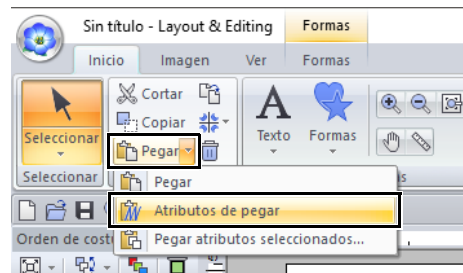 Sin título - Layout & Editing
Formas
Inicio
Imagen
Ver
Formas
Cortar
Copiar
Pegar
Seleccionar
Texto
Formas
Seleccionar
Pegar
Atributos de pegar
Orden de cost
Pegar atributos seleccionados...